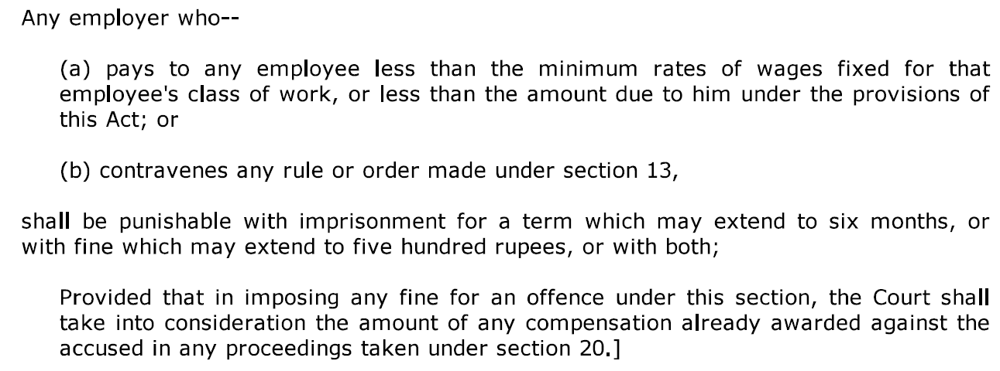 Any employer who--
(a) pays to any employee less than the minimum rates of wages fixed for that
employee's class of work, or less than the amount due to him under the provisions of
this Act; or
(b) contravenes any rule or order made under section 13,
shall be punishable with imprisonment for a term which may extend to six months, or
with fine which may extend to five hundred rupees, or with both;
Provided that in imposing any fine for an offence under this section, the Court shall
take into consideration the amount of any compensation already awarded against the
accused in any proceedings taken under section 20.]